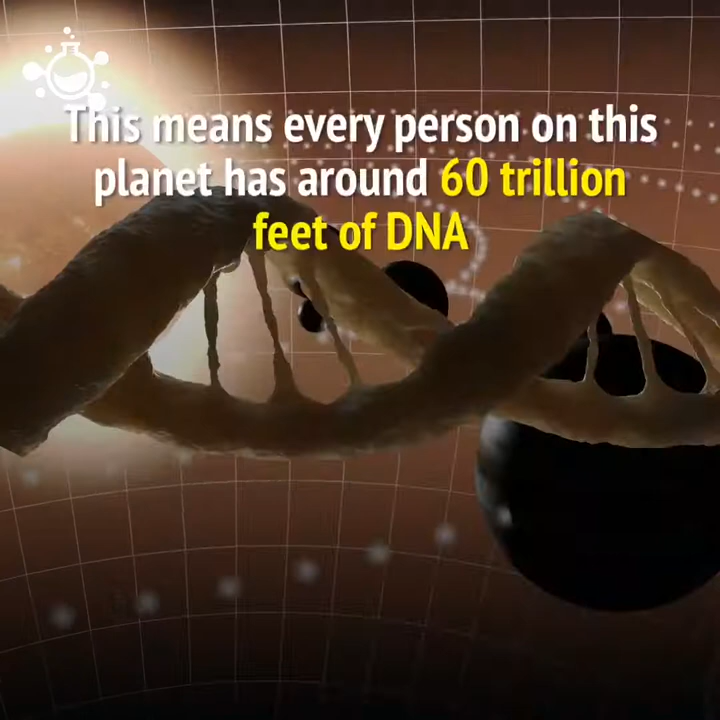 This means every person on this
planet has around 60 trillion
feet of DNA